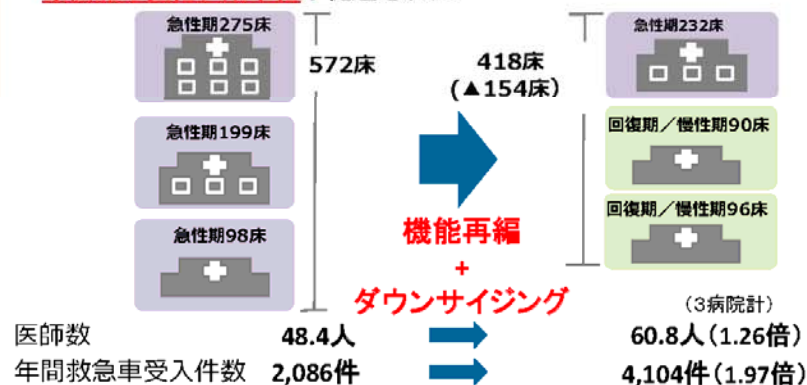 急性期275床
572床
急性期199床
急性期98床
418床
(▲154床)
機能再編
+
ダウンサイジング
急性期232床
回復期/慢性期90床
回復期/慢性期96床
(3病院計)
医師数 48.4人 60.8人(1.26倍)
年間救急車受入件数 2,086件 4,104件(1.97倍)